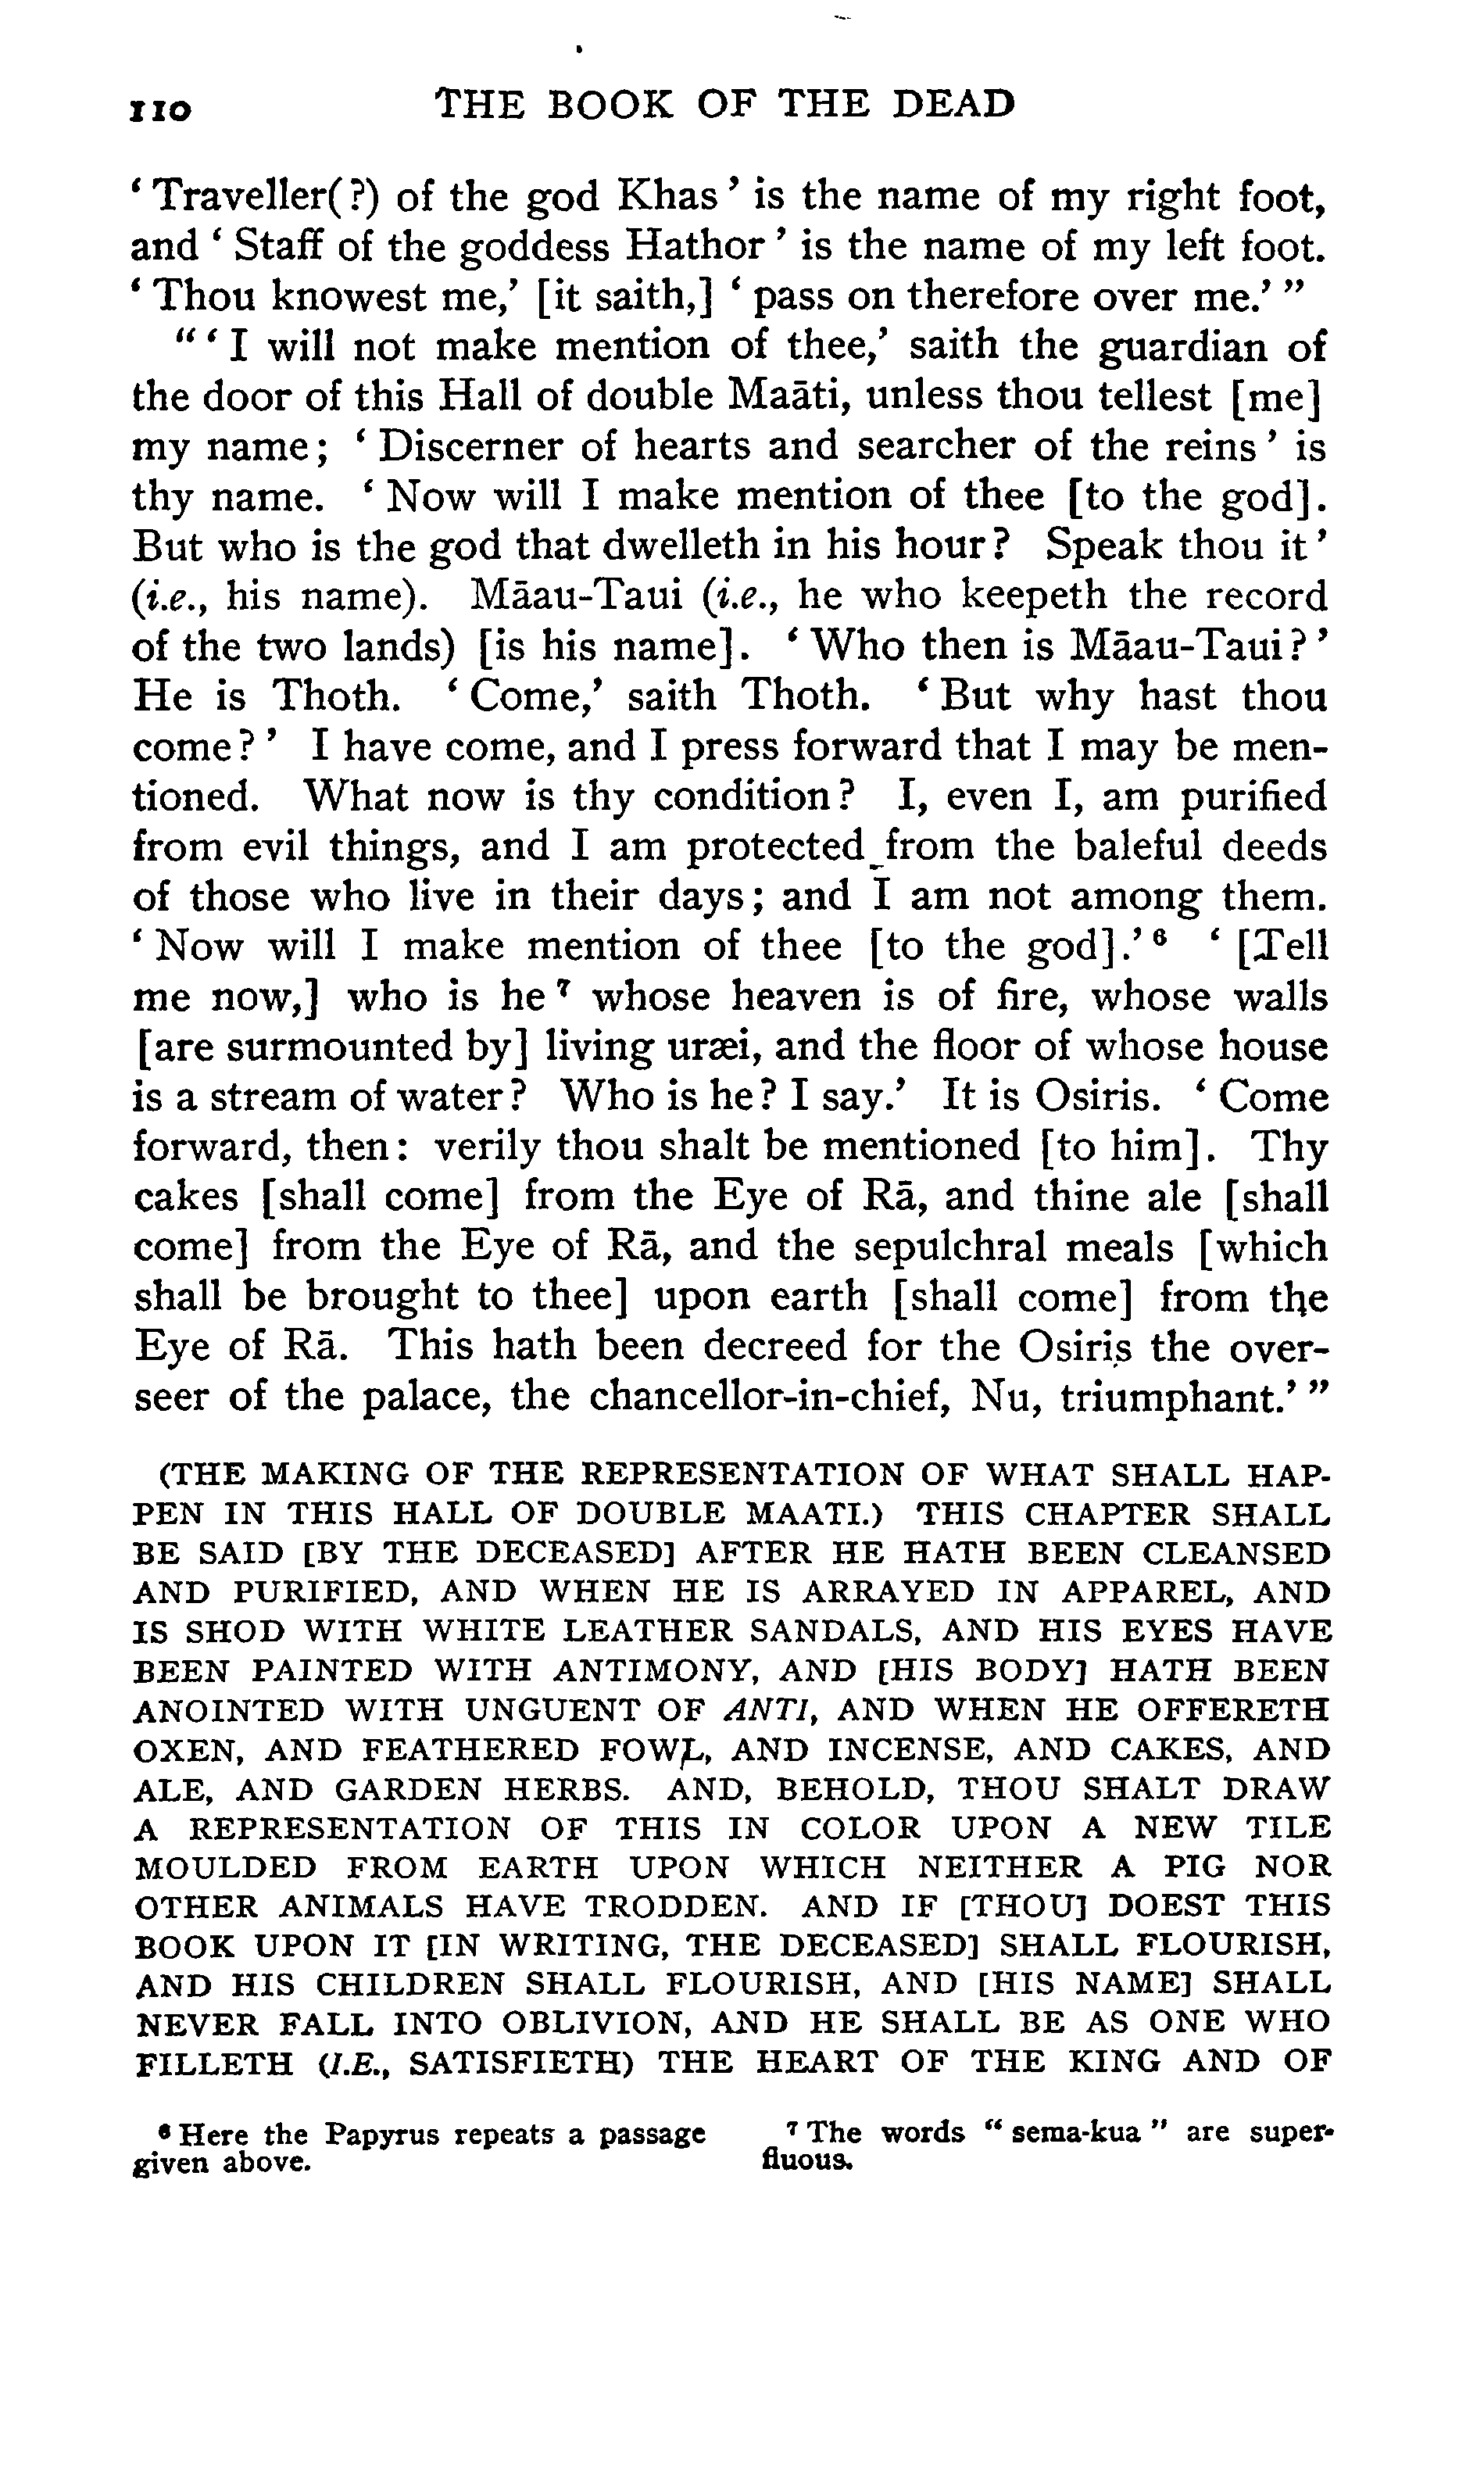 110 THE BOOK OF THE DEAD
‘ Traveller(?) of the god Khas ’ is the name of my right foot,
and ‘ Staff of the goddess Hathor ’ is the name of my left foot.
‘ Thou knowest me,’ [it saith,] ‘ pass on therefore over me.’ ”
“ ‘ I will not make mention of thee,’ saith the guardian of
the door of this Hall of double Maāti, unless thou tellest [me]
my name; ‘ Discerner of hearts and searcher of the reins ’ is
thy name. ‘ Now will I make mention of thee [to the god].
But who is the god that dwelleth in his hour? Speak thou it ’
(i.e., his name). Māau-Taui (i.e., he who keepeth the record
of the two lands) [is his name]. ‘ Who then is Māau-Taui? ’
He is Thoth. ‘ Come,’ saith Thoth. ‘ But why hast thou
come? ’ I have come, and I press forward that I may be men-
tioned. What now is thy condition? I, even I, am purified
from evil things, and I am protected from the baleful deeds
of those who live in their days; and I am not among them.
‘ Now will I make mention of thee [to the god].’ ⁶ ‘ [Tell
me now,] who is he ⁷ whose heaven is of fire, whose walls
[are surmounted by] living uræi, and the floor of whose house
is a stream of water? Who is he? I say.’ It is Osiris. ‘ Come
forward, then: verily thou shalt be mentioned [to him]. Thy
cakes [shall come] from the Eye of Rā, and thine ale [shall
come] from the Eye of Rā, and the sepulchral meals [which
shall be brought to thee] upon earth [shall come] from the
Eye of Rā. This hath been decreed for the Osiris the over-
seer of the palace, the chancellor-in-chief, Nu, triumphant.’ ”
(THE MAKING OF THE REPRESENTATION OF WHAT SHALL HAP-
PEN IN THIS HALL OF DOUBLE MAATI.) THIS CHAPTER SHALL
BE SAID [BY THE DECEASED] AFTER HE HATH BEEN CLEANSED
AND PURIFIED, AND WHEN HE IS ARRAYED IN APPAREL, AND
IS SHOD WITH WHITE LEATHER SANDALS, AND HIS EYES HAVE
BEEN PAINTED WITH ANTIMONY, AND [HIS BODY] HATH BEEN
ANOINTED WITH UNGUENT OF ANTI, AND WHEN HE OFFERETH
OXEN, AND FEATHERED FOWL, AND INCENSE, AND CAKES, AND
ALE, AND GARDEN HERBS. AND, BEHOLD, THOU SHALT DRAW
A REPRESENTATION OF THIS IN COLOR UPON A NEW TILE
MOULDED FROM EARTH UPON WHICH NEITHER A PIG NOR
OTHER ANIMALS HAVE TRODDEN. AND IF [THOU] DOEST THIS
BOOK UPON IT [IN WRITING, THE DECEASED] SHALL FLOURISH,
AND HIS CHILDREN SHALL FLOURISH, AND [HIS NAME] SHALL
NEVER FALL INTO OBLIVION, AND HE SHALL BE AS ONE WHO
FILLETH (I.E., SATISFIETH) THE HEART OF THE KING AND OF
⁶ Here the Papyrus repeats a passage
given above.
⁷ The words “ sema-kua ” are super-
fluous.